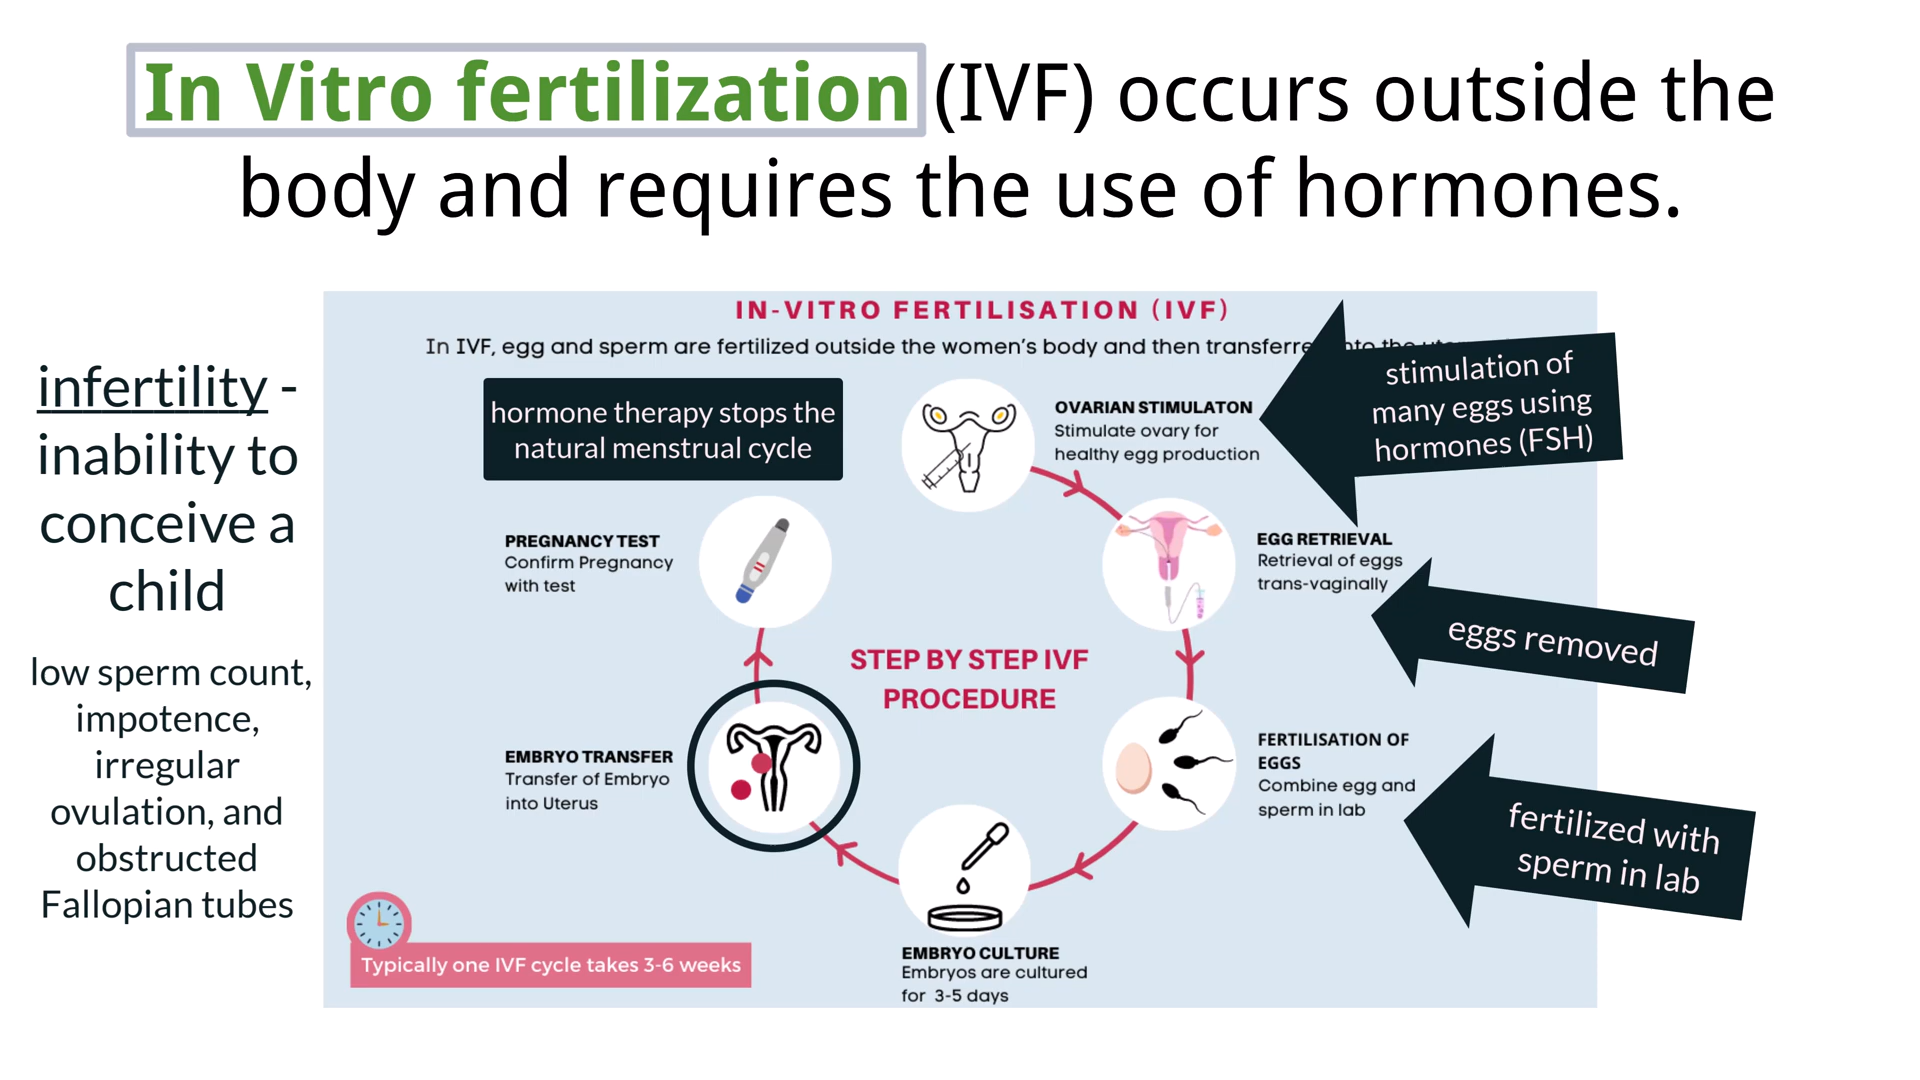 In Vitro fertilization (IVF) occurs outside the
body and requires the use of hormones.
infertility -
inability to
conceive a
child
low sperm count,
impotence,
irregular
ovulation, and
obstructed
Fallopian tubes
IN-VITRO FERTILISATION (IVF)
In IVF, egg and sperm are fertilized outside the women's body and then transferre
hormone therapy stops the
natural menstrual cycle
OVARIAN STIMULATON
Stimulate ovary for
healthy egg production
stimulation of
many eggs using
hormones (FSH)
EGG RETRIEVAL
Retrieval of eggs
trans-vaginally
eggs removed
PREGNANCY TEST
Confirm Pregnancy
with test
STEP BY STEP IVF
PROCEDURE
FERTILISATION OF
EGGS
Combine egg and
sperm in lab
fertilized with
sperm in lab
EMBRYO TRANSFER
Transfer of Embryo
into Uterus
EMBRYO CULTURE
Embryos are cultured
for 3-5 days
Typically one IVF cycle takes 3-6 weeks